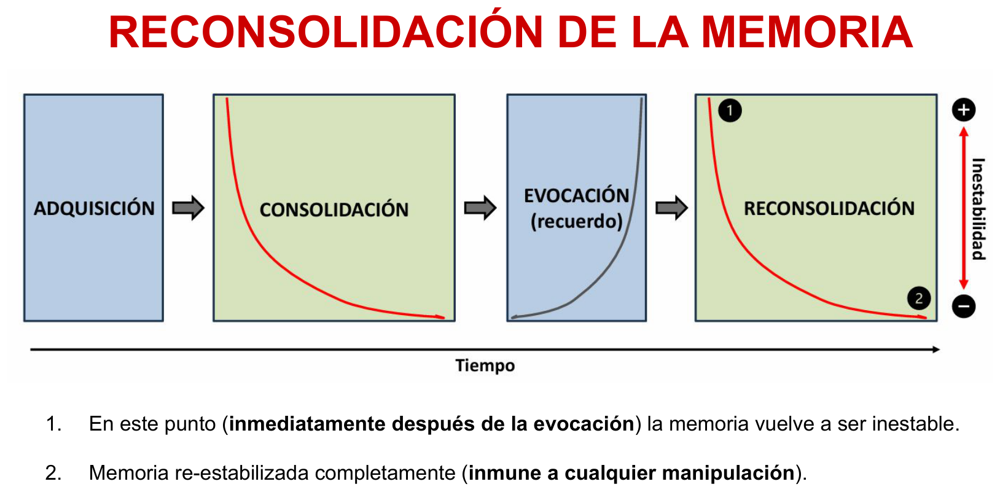 RECONSOLIDACIÓN DE LA MEMORIA
ADQUISICIÓN
CONSOLIDACIÓN
EVOCACIÓN
(recuerdo)
1
RECONSOLIDACIÓN
2
+
Inestabilidad
−
Tiempo
1. En este punto (inmediatamente después de la evocación) la memoria vuelve a ser inestable.
2. Memoria re-estabilizada completamente (inmune a cualquier manipulación).